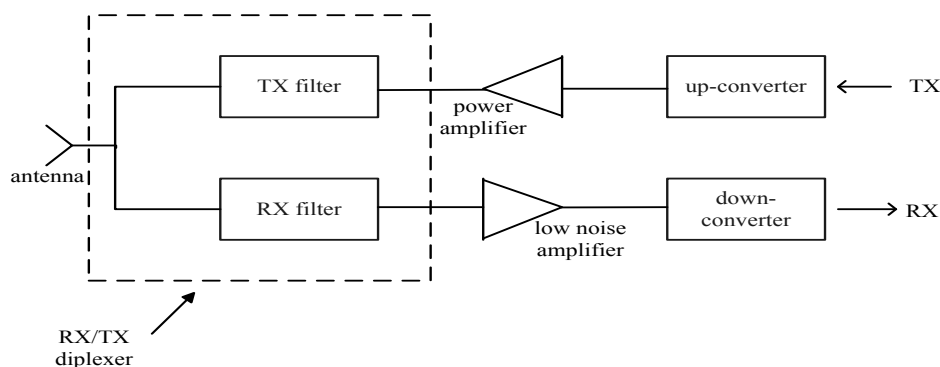 TX filter
power
amplifier
up-converter
TX
antenna
RX filter
low noise
amplifier
down-
converter
RX
RX/TX
diplexer